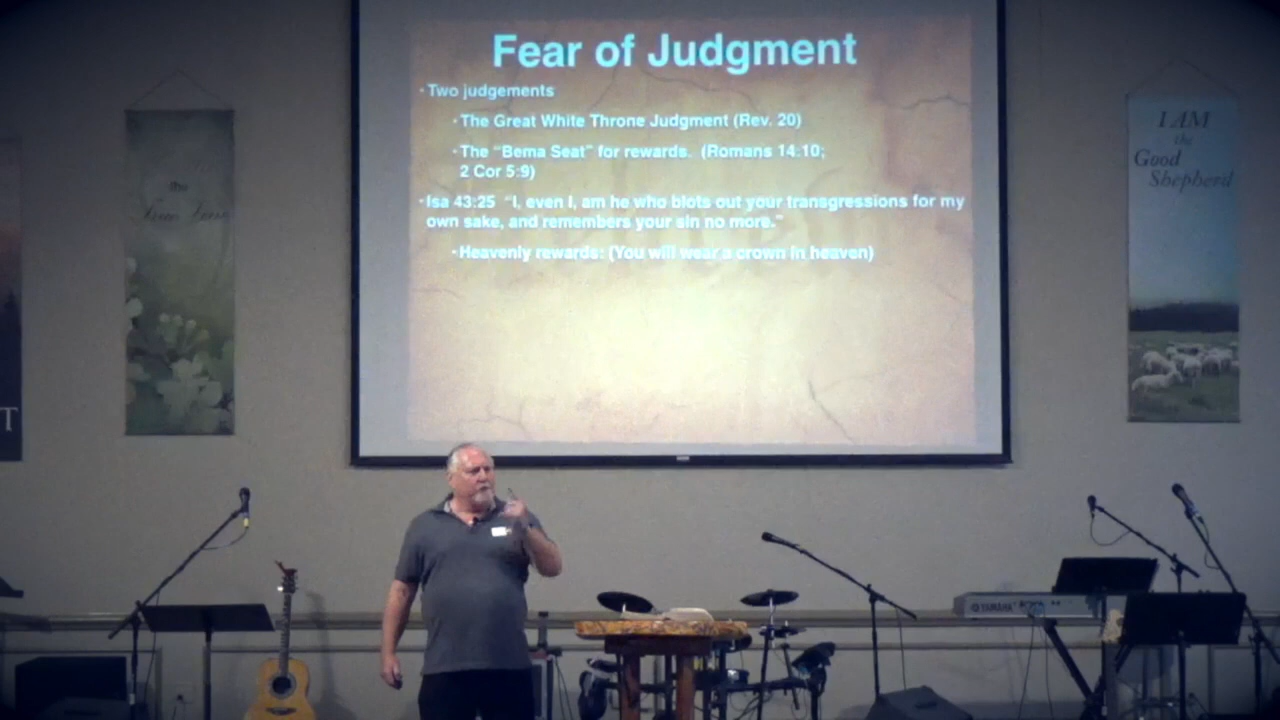 Fear of Judgment
· Two judgements
· The Great White Throne Judgment (Rev. 20)
· The “Bema Seat” for rewards. (Romans 14:10;
2 Cor 5:9)
· Isa 43:25 “I, even I, am he who blots out your transgressions for my
own sake, and remembers your sin no more.”
· Heavenly rewards: (You will wear a crown in heaven)
the
I AM
the
Good
Shepherd
T
YAMAHA